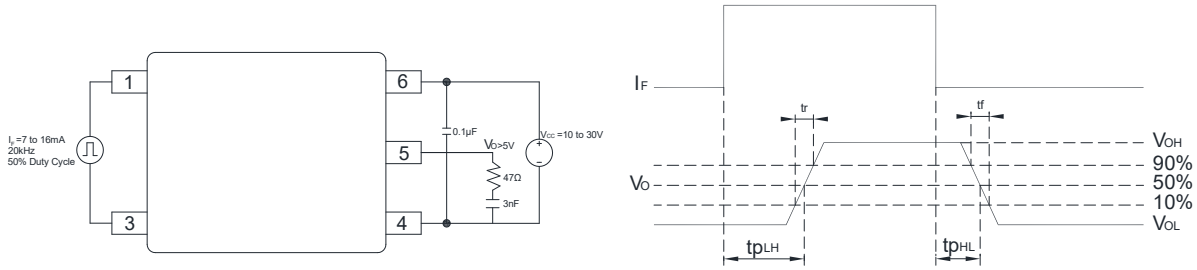 1
6
I_F=7 to 16mA
20kHz
50% Duty Cycle
0.1μF
VO>5V
VCC=10 to 30V
+
−
5
47Ω
3nF
3
4
IF
tr
tf
VOH
90%
VO
50%
10%
VOL
tpLH
tpHL